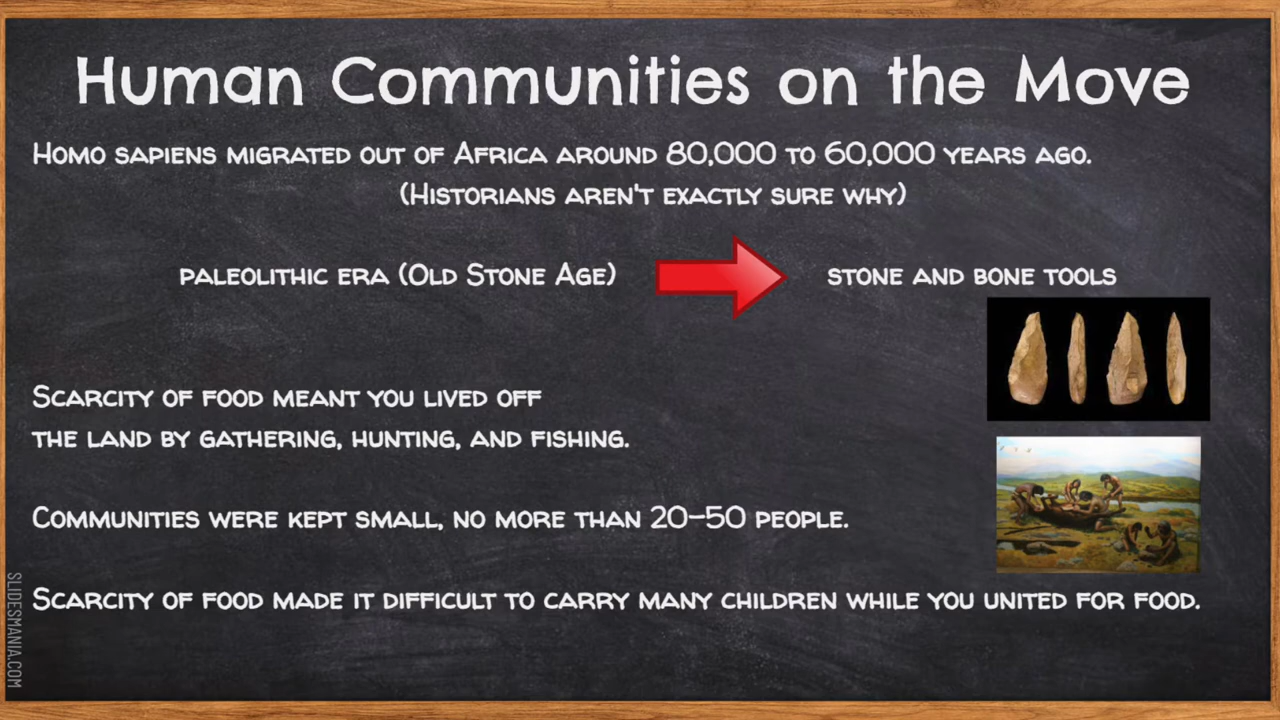 Human Communities on the Move
Homo sapiens migrated out of Africa around 80,000 to 60,000 years ago.
(Historians aren't exactly sure why)
paleolithic era (Old Stone Age)
stone and bone tools
Scarcity of food meant you lived off
the land by gathering, hunting, and fishing.
Communities were kept small, no more than 20-50 people.
Scarcity of food made it difficult to carry many children while you united for food.
SLIDESMANIA.COM